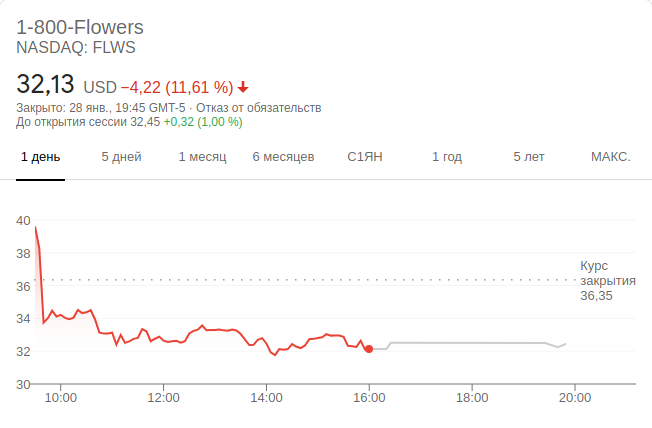 1-800-Flowers
NASDAQ: FLWS
32,13 USD −4,22 (11,61 %)
Закрыто: 28 янв., 19:45 GMT-5 · Отказ от обязательств
До открытия сессии 32,45 +0,32 (1,00 %)
1 день 5 дней 1 месяц 6 месяцев С1ЯН 1 год 5 лет МАКС.
40
38
36
34
32
30
Курс
закрытия
36,35
10:00 12:00 14:00 16:00 18:00 20:00